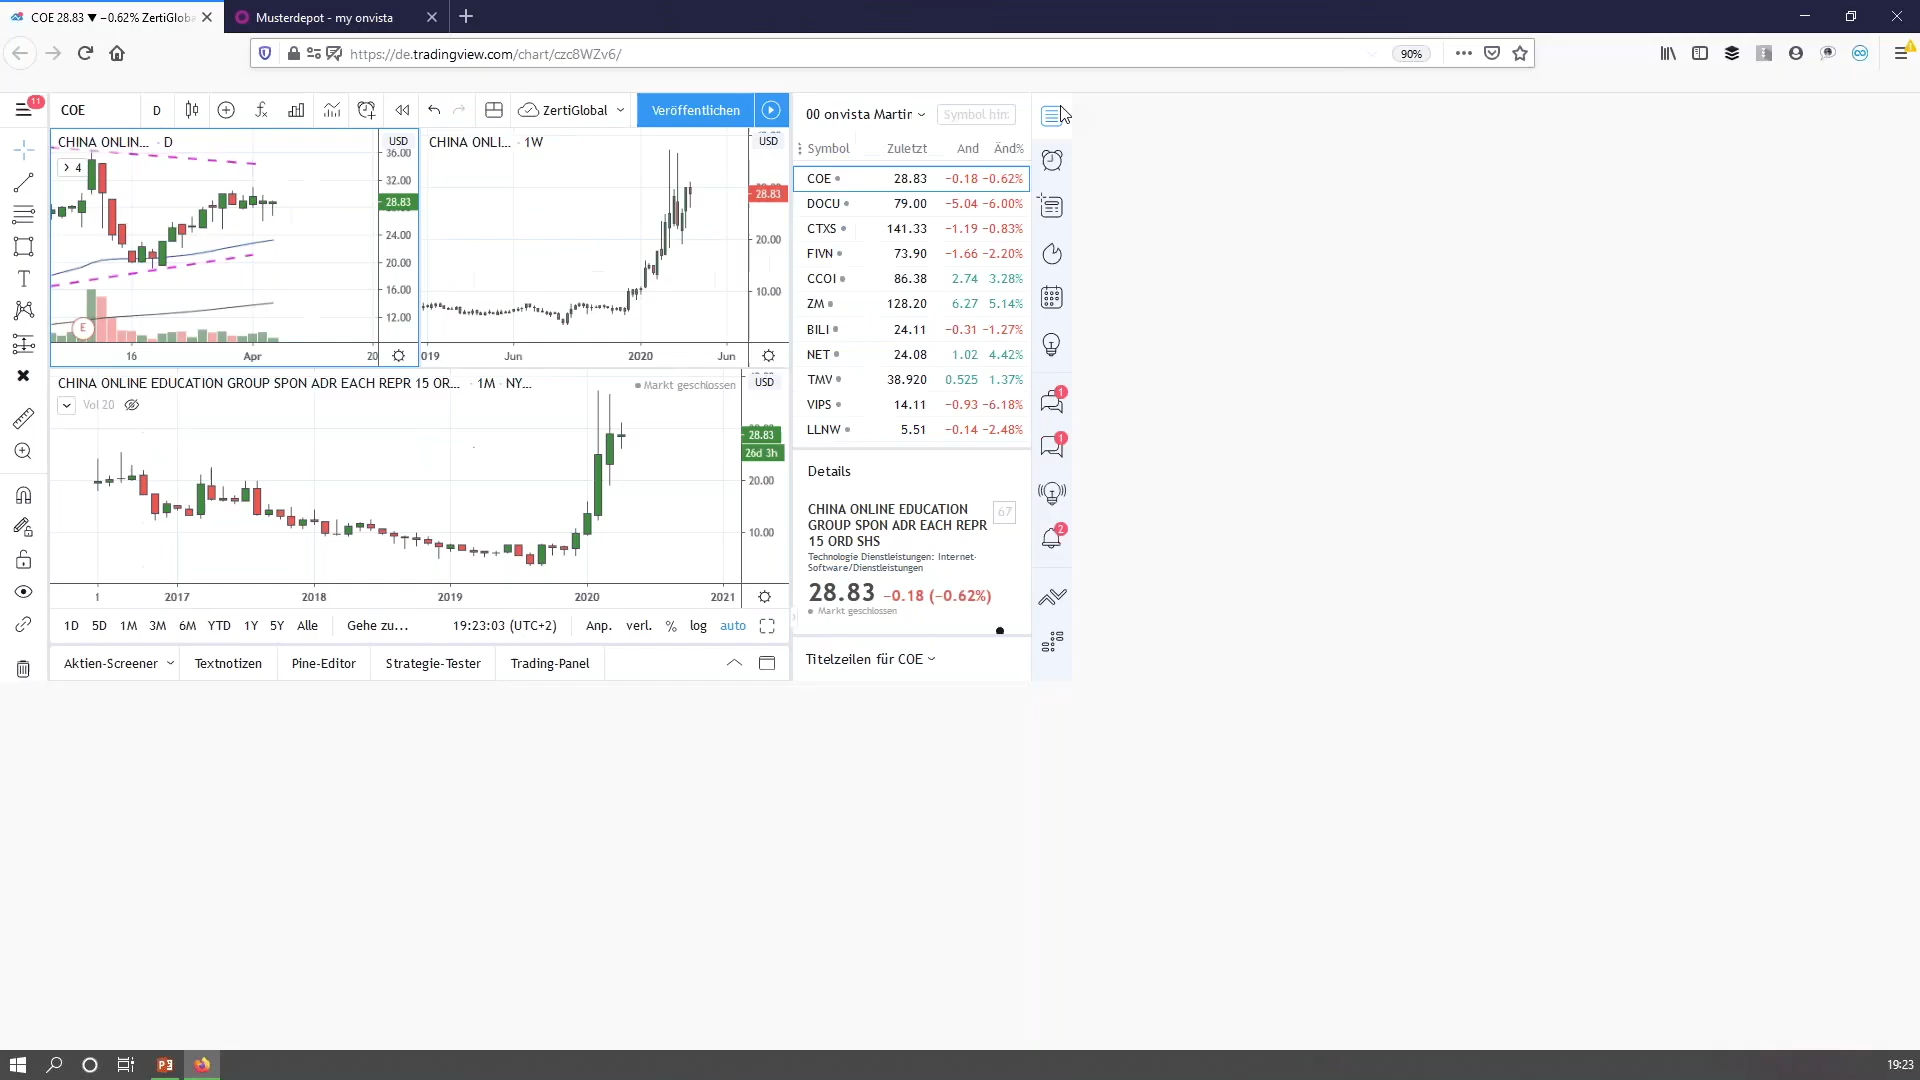 COE 28.83 ▼ −0.62% ZertiGloba
Musterdepot - my onvista
https://de.tradingview.com/chart/czc8WZv6/
90%
11
COE
D
ZertiGlobal
Veröffentlichen
00 onvista Martin
Symbol hin:
CHINA ONLIN... · D
USD
4
36.00
32.00
28.83
24.00
20.00
16.00
12.00
E
16
Apr
20
CHINA ONLI... · 1W
USD
28.83
20.00
10.00
019
Jun
2020
Jun
CHINA ONLINE EDUCATION GROUP SPON ADR EACH REPR 15 OR... · 1M · NY...
Markt geschlossen
USD
Vol 20
28.83
26d 3h
20.00
10.00
1
2017
2018
2019
2020
2021
1D 5D 1M 3M 6M YTD 1Y 5Y Alle
Gehe zu...
19:23:03 (UTC+2)
Anp. verl. % log auto
Aktien-Screener
Textnotizen
Pine-Editor
Strategie-Tester
Trading-Panel
Symbol Zuletzt And Änd%
COE 28.83 −0.18 −0.62%
DOCU 79.00 −5.04 −6.00%
CTXS 141.33 −1.19 −0.83%
FIVN 73.90 −1.66 −2.20%
CCOI 86.38 2.74 3.28%
ZM 128.20 6.27 5.14%
BILI 24.11 −0.31 −1.27%
NET 24.08 1.02 4.42%
TMV 38.920 0.525 1.37%
VIPS 14.11 −0.93 −6.18%
LLNW 5.51 −0.14 −2.48%
Details
CHINA ONLINE EDUCATION
GROUP SPON ADR EACH REPR
15 ORD SHS
67
Technologie Dienstleistungen: Internet-
Software/Dienstleistungen
28.83 −0.18 (−0.62%)
Markt geschlossen
Titelzeilen für COE
1
1
2
19:23